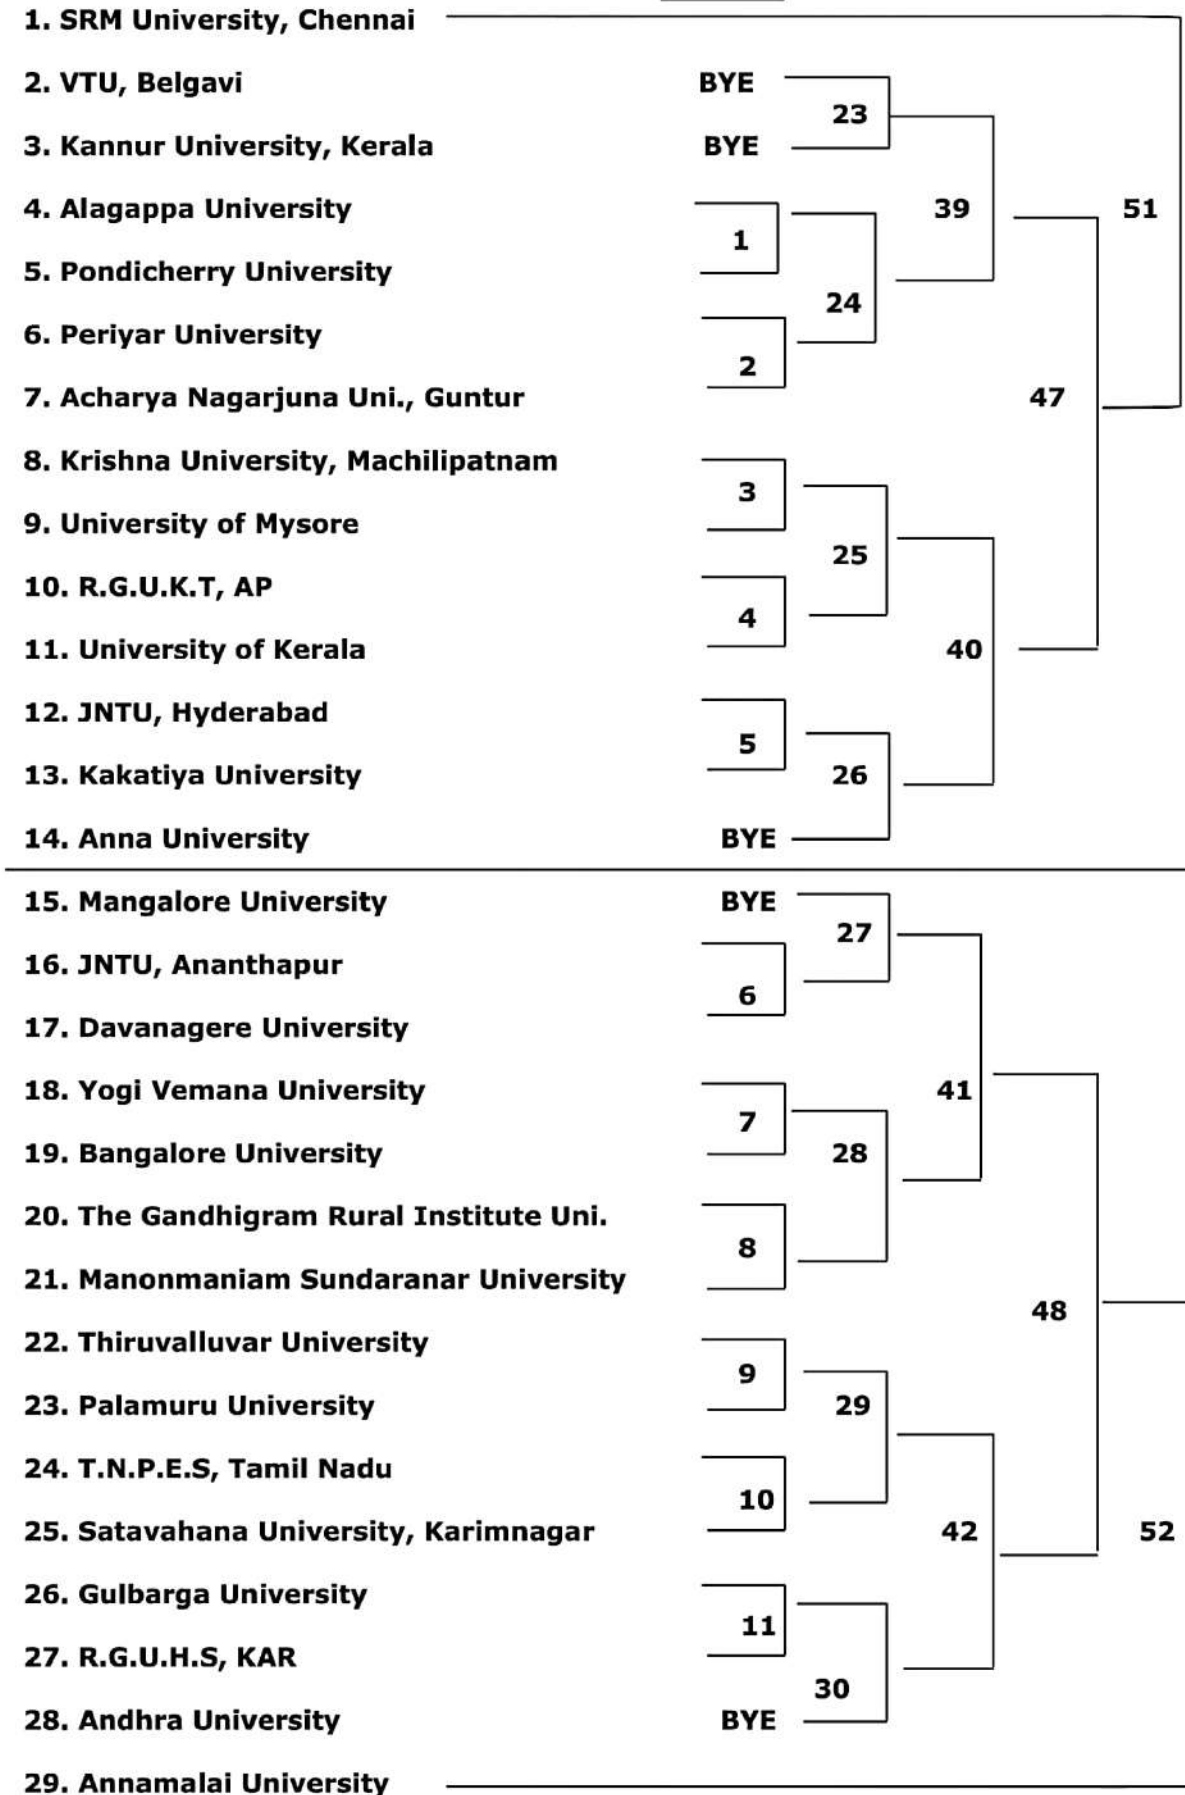 1. SRM University, Chennai
2. VTU, Belgavi BYE
23
3. Kannur University, Kerala BYE
4. Alagappa University 39 51
1
5. Pondicherry University
24
6. Periyar University
2
7. Acharya Nagarjuna Uni., Guntur 47
8. Krishna University, Machilipatnam
3
9. University of Mysore
25
10. R.G.U.K.T, AP
4
11. University of Kerala 40
12. JNTU, Hyderabad
5
13. Kakatiya University 26
14. Anna University BYE
15. Mangalore University BYE
27
16. JNTU, Ananthapur
6
17. Davanagere University
18. Yogi Vemana University 41
7
19. Bangalore University 28
20. The Gandhigram Rural Institute Uni.
8
21. Manonmaniam Sundaranar University
48
22. Thiruvalluvar University
9
23. Palamuru University 29
24. T.N.P.E.S, Tamil Nadu
10
25. Satavahana University, Karimnagar 42 52
26. Gulbarga University
11
27. R.G.U.H.S, KAR
30
28. Andhra University BYE
29. Annamalai University